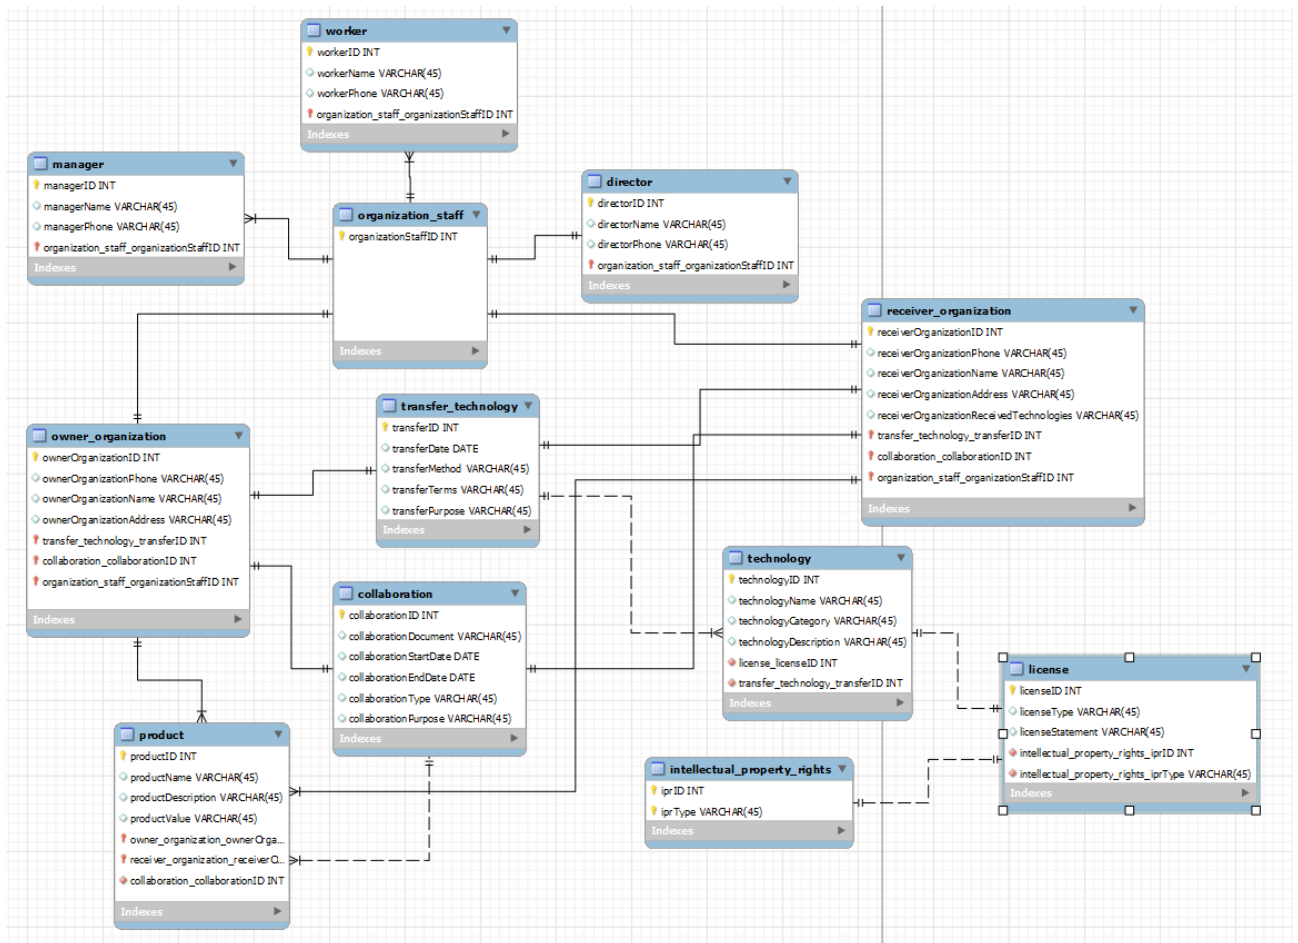 worker
workerID INT
workerName VARCHAR(45)
workerPhone VARCHAR(45)
organization_staff_organizationStaffID INT
Indexes
manager
managerID INT
managerName VARCHAR(45)
managerPhone VARCHAR(45)
organization_staff_organizationStaffID INT
Indexes
director
directorID INT
directorName VARCHAR(45)
directorPhone VARCHAR(45)
organization_staff_organizationStaffID INT
Indexes
organization_staff
organizationStaffID INT
Indexes
receiver_organization
receiverOrganizationID INT
receiverOrganizationPhone VARCHAR(45)
receiverOrganizationName VARCHAR(45)
receiverOrganizationAddress VARCHAR(45)
receiverOrganizationReceivedTechnologies VARCHAR(45)
transfer_technology_transferID INT
collaboration_collaborationID INT
organization_staff_organizationStaffID INT
Indexes
transfer_technology
transferID INT
transferDate DATE
transferMethod VARCHAR(45)
transferTerms VARCHAR(45)
transferPurpose VARCHAR(45)
Indexes
owner_organization
ownerOrganizationID INT
ownerOrganizationPhone VARCHAR(45)
ownerOrganizationName VARCHAR(45)
ownerOrganizationAddress VARCHAR(45)
transfer_technology_transferID INT
collaboration_collaborationID INT
organization_staff_organizationStaffID INT
Indexes
technology
technologyID INT
technologyName VARCHAR(45)
technologyCategory VARCHAR(45)
technologyDescription VARCHAR(45)
license_licenseID INT
transfer_technology_transferID INT
Indexes
collaboration
collaborationID INT
collaborationDocument VARCHAR(45)
collaborationStartDate DATE
collaborationEndDate DATE
collaborationType VARCHAR(45)
collaborationPurpose VARCHAR(45)
Indexes
license
licenseID INT
licenseType VARCHAR(45)
licenseStatement VARCHAR(45)
intellectual_property_rights_iprID INT
intellectual_property_rights_iprType VARCHAR(45)
Indexes
product
productID INT
productName VARCHAR(45)
productDescription VARCHAR(45)
productValue VARCHAR(45)
owner_organization_ownerOrga...
receiver_organization_receiverO...
collaboration_collaborationID INT
Indexes
intellectual_property_rights
iprID INT
iprType VARCHAR(45)
Indexes